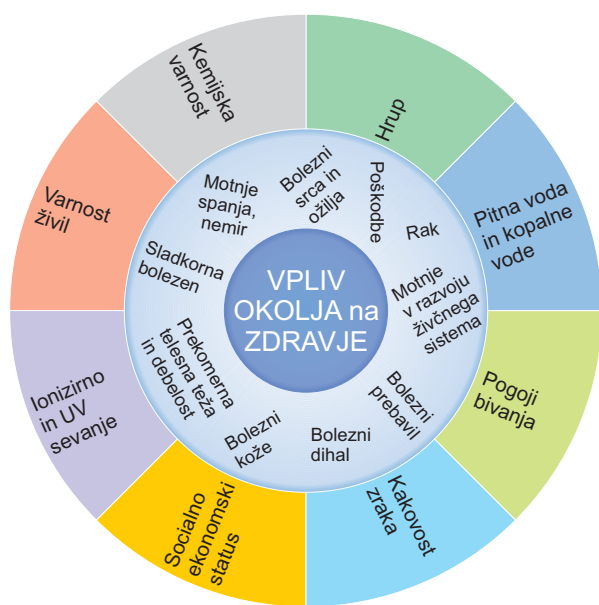 VPLIV
OKOLJA na
ZDRAVJE
Hrup
Pitna voda
in kopalne
vode
Pogoji
bivanja
Kakovost
zraka
Socialno
ekonomski
status
Ionizirno
in UV
sevanje
Varnost
živil
Kemijska
varnost
Bolezni
srca in
ožilja
Poškodbe
Rak
Motnje
v razvoju
živčnega
sistema
Bolezni
prebavil
Bolezni
dihal
Bolezni
kože
Prekomerna
telesna teža
in debelost
Sladkorna
bolezen
Motnje
spanja,
nemir